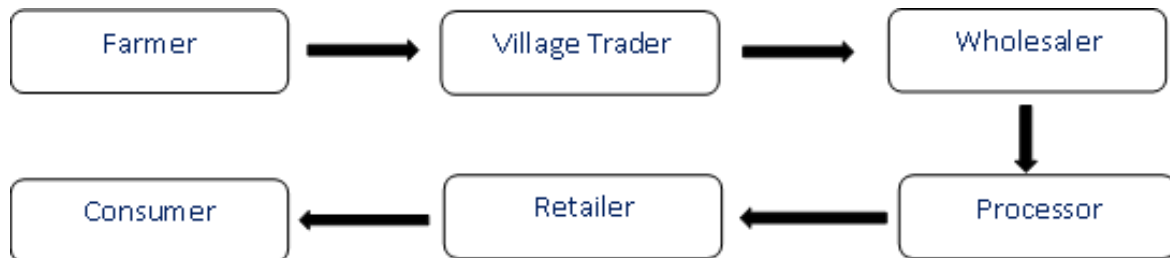 Farmer
Village Trader
Wholesaler
Processor
Retailer
Consumer